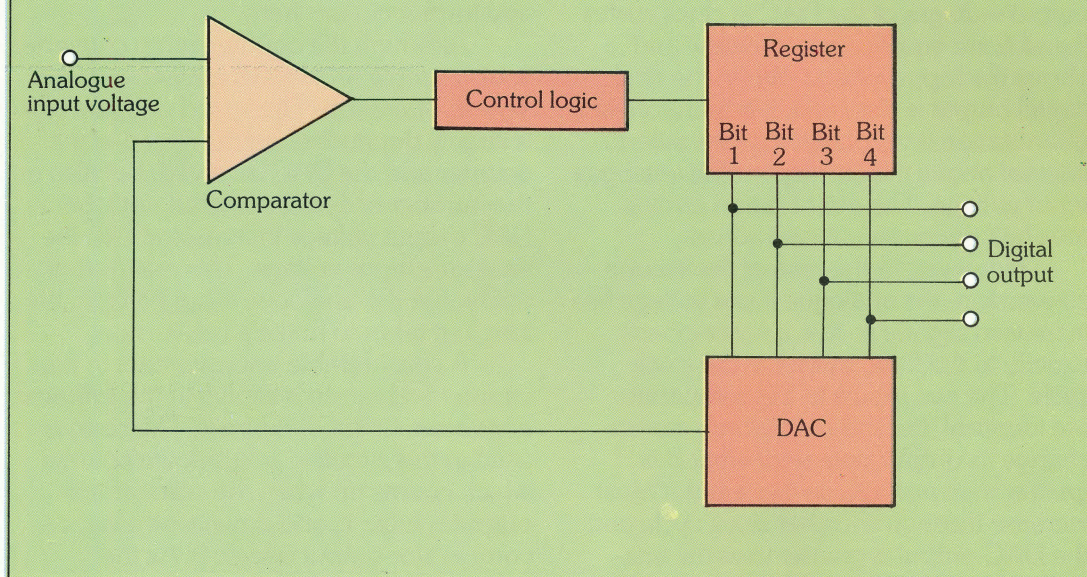 Analogue
input voltage
Comparator
Control logic
Register
Bit Bit Bit Bit
1 2 3 4
Digital
output
DAC